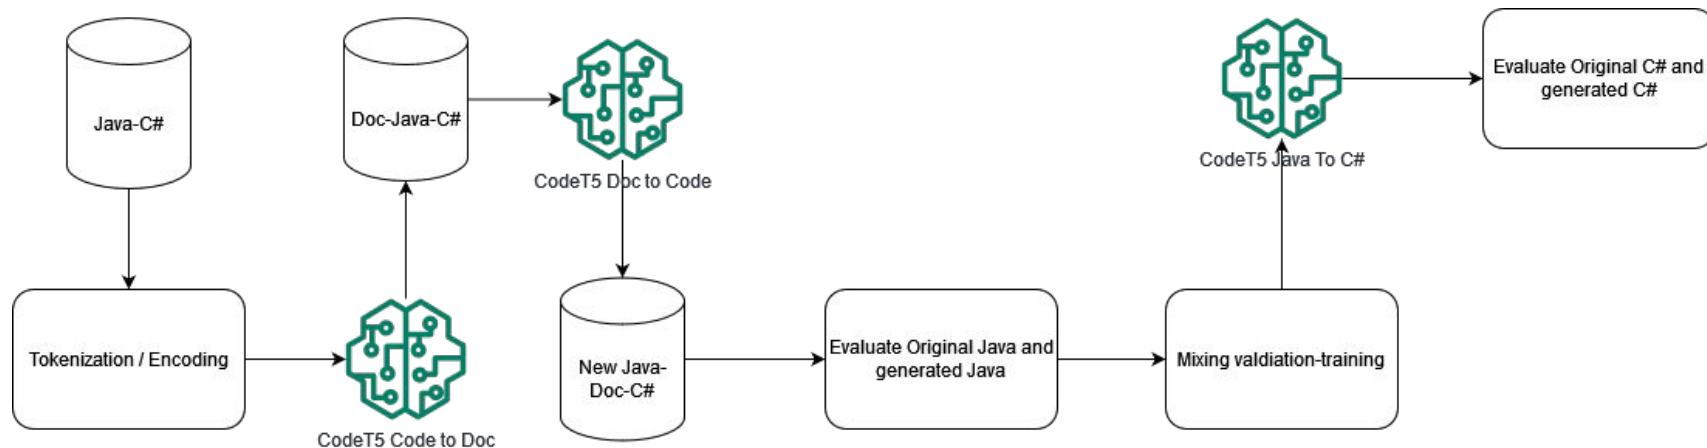 Java-C#
Tokenization / Encoding
CodeT5 Code to Doc
Doc-Java-C#
CodeT5 Doc to Code
New Java-
Doc-C#
Evaluate Original Java and
generated Java
Mixing valdiation-training
CodeT5 Java To C#
Evaluate Original C# and
generated C#